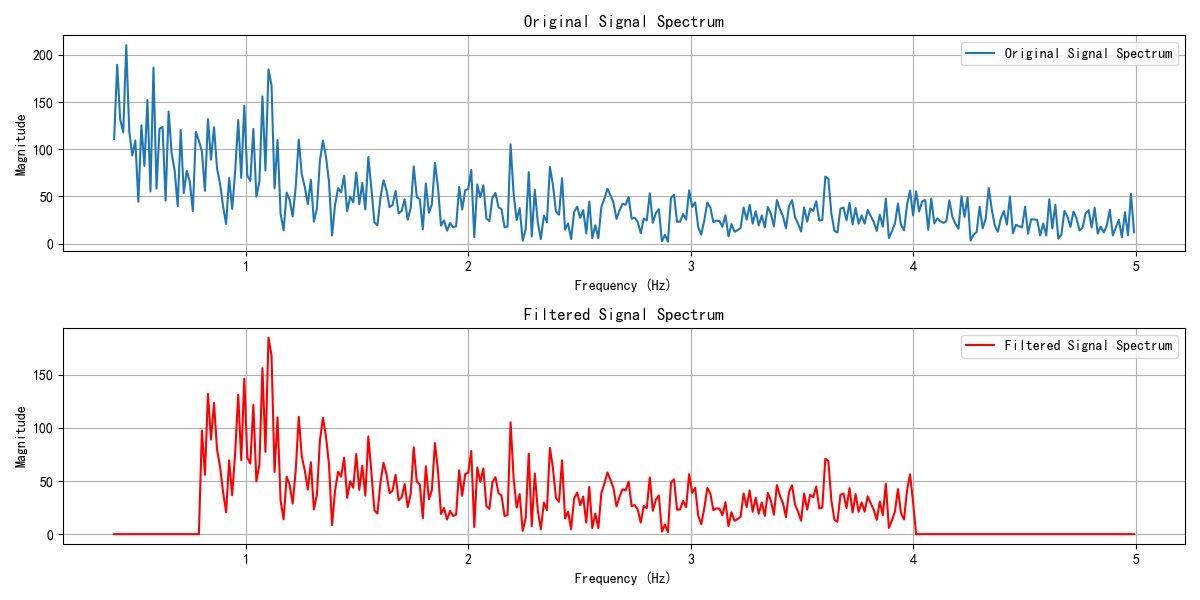 Original Signal Spectrum
Original Signal Spectrum
Magnitude
200
150
100
50
0
1
2
3
4
5
Frequency (Hz)
Filtered Signal Spectrum
Filtered Signal Spectrum
Magnitude
150
100
50
0
1
2
3
4
5
Frequency (Hz)